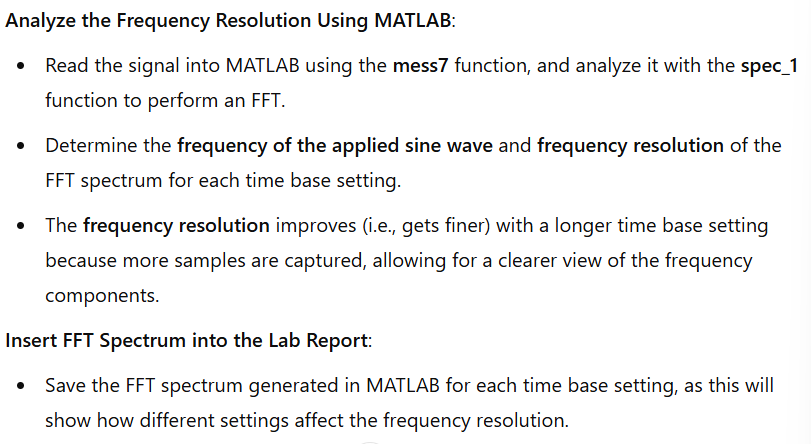 Analyze the Frequency Resolution Using MATLAB:
• Read the signal into MATLAB using the mess7 function, and analyze it with the spec_1
function to perform an FFT.
• Determine the frequency of the applied sine wave and frequency resolution of the
FFT spectrum for each time base setting.
• The frequency resolution improves (i.e., gets finer) with a longer time base setting
because more samples are captured, allowing for a clearer view of the frequency
components.
Insert FFT Spectrum into the Lab Report:
• Save the FFT spectrum generated in MATLAB for each time base setting, as this will
show how different settings affect the frequency resolution.